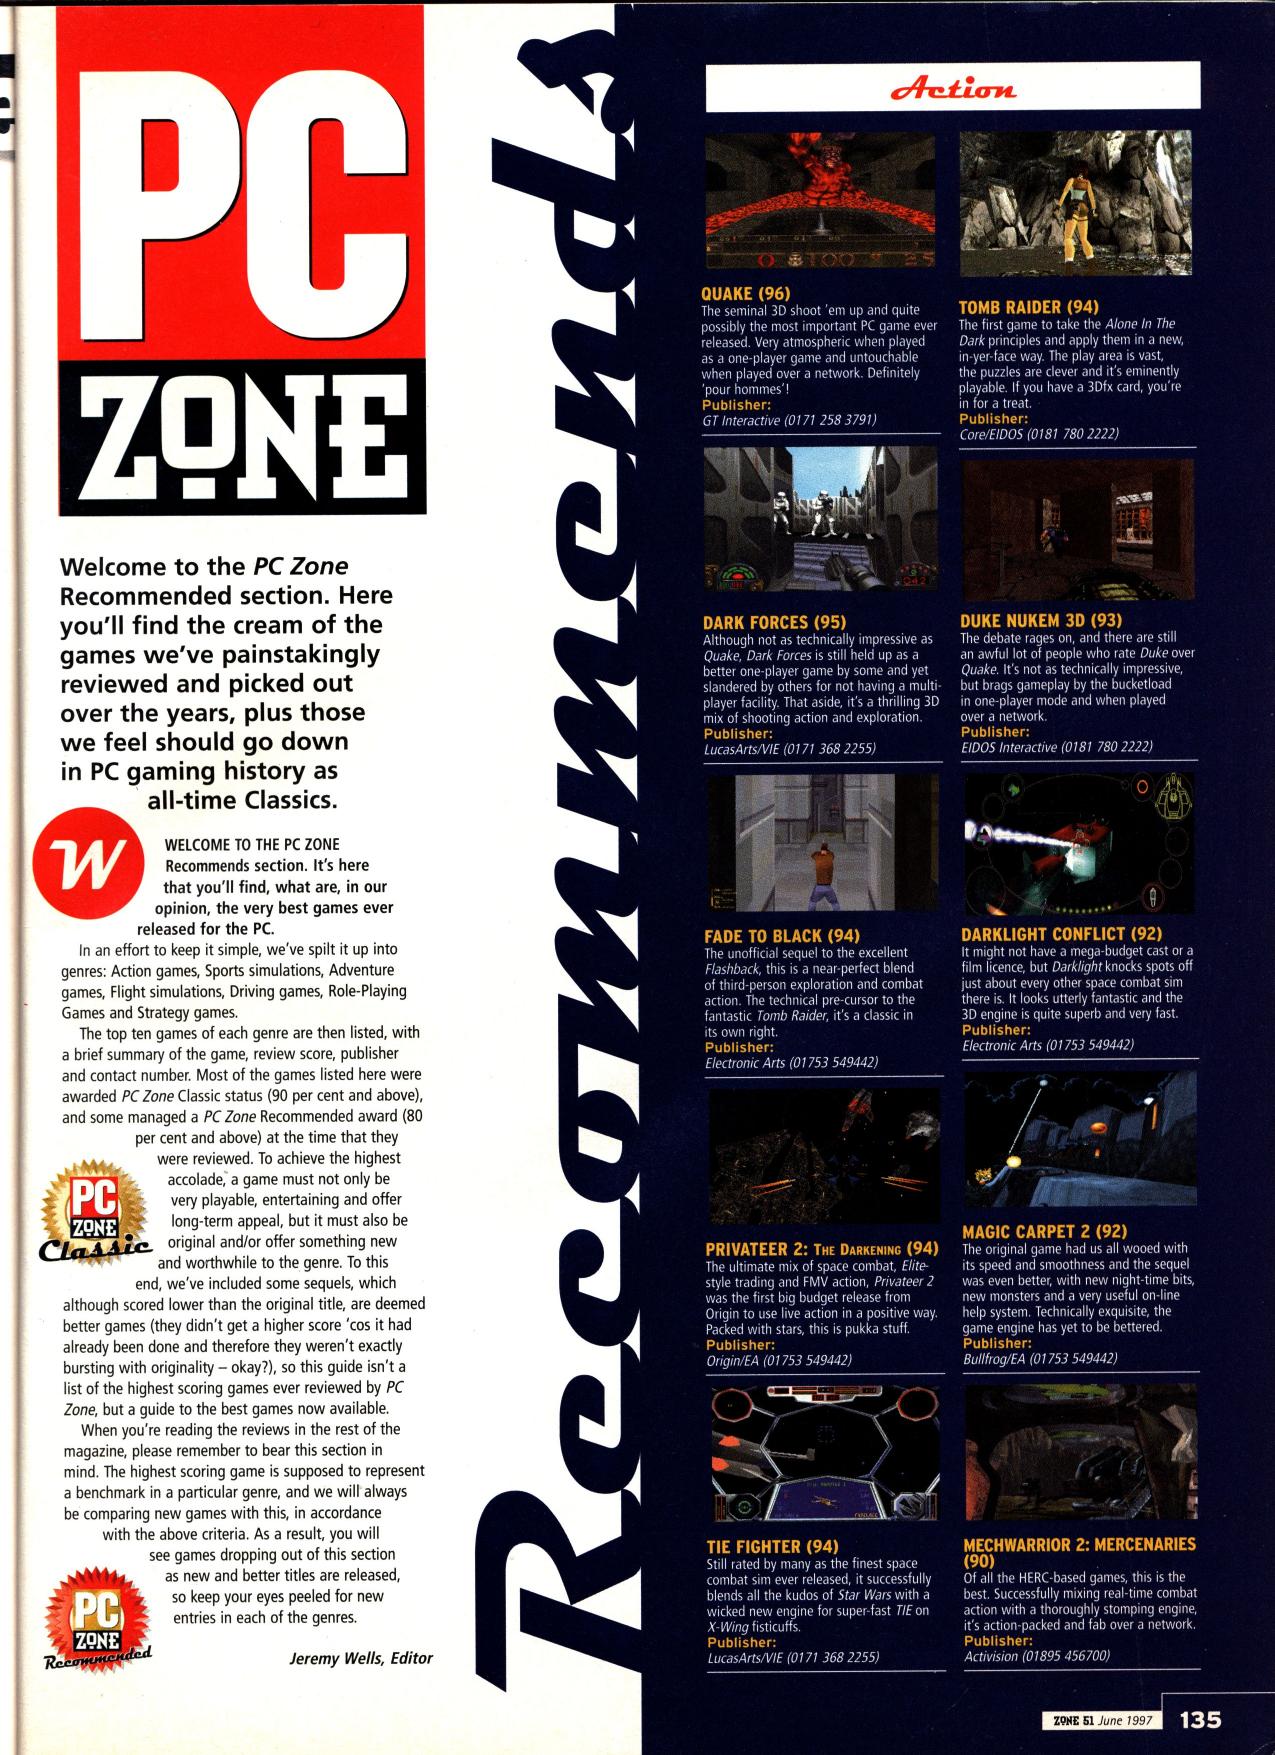 PC
ZONE
Welcome to the PC Zone
Recommended section. Here
you'll find the cream of the
games we've painstakingly
reviewed and picked out
over the years, plus those
we feel should go down
in PC gaming history as
all-time Classics.
W
WELCOME TO THE PC ZONE
Recommends section. It's here
that you'll find, what are, in our
opinion, the very best games ever
released for the PC.
In an effort to keep it simple, we've spilt it up into
genres: Action games, Sports simulations, Adventure
games, Flight simulations, Driving games, Role-Playing
Games and Strategy games.
The top ten games of each genre are then listed, with
a brief summary of the game, review score, publisher
and contact number. Most of the games listed here were
awarded PC Zone Classic status (90 per cent and above),
and some managed a PC Zone Recommended award (80
per cent and above) at the time that they
were reviewed. To achieve the highest
accolade, a game must not only be
very playable, entertaining and offer
long-term appeal, but it must also be
original and/or offer something new
and worthwhile to the genre. To this
end, we've included some sequels, which
although scored lower than the original title, are deemed
better games (they didn't get a higher score 'cos it had
already been done and therefore they weren't exactly
bursting with originality – okay?), so this guide isn't a
list of the highest scoring games ever reviewed by PC
Zone, but a guide to the best games now available.
When you're reading the reviews in the rest of the
magazine, please remember to bear this section in
mind. The highest scoring game is supposed to represent
a benchmark in a particular genre, and we will always
be comparing new games with this, in accordance
with the above criteria. As a result, you will
see games dropping out of this section
as new and better titles are released,
so keep your eyes peeled for new
entries in each of the genres.
Jeremy Wells, Editor
PC
ZONE
Classic
PC
ZONE
Recommended
Recommends
Action
QUAKE (96)
The seminal 3D shoot 'em up and quite
possibly the most important PC game ever
released. Very atmospheric when played
as a one-player game and untouchable
when played over a network. Definitely
'pour hommes'!
Publisher:
GT Interactive (0171 258 3791)
DARK FORCES (95)
Although not as technically impressive as
Quake, Dark Forces is still held up as a
better one-player game by some and yet
slandered by others for not having a multi-
player facility. That aside, it's a thrilling 3D
mix of shooting action and exploration.
Publisher:
LucasArts/VIE (0171 368 2255)
FADE TO BLACK (94)
The unofficial sequel to the excellent
Flashback, this is a near-perfect blend
of third-person exploration and combat
action. The technical pre-cursor to the
fantastic Tomb Raider, it's a classic in
its own right.
Publisher:
Electronic Arts (01753 549442)
PRIVATEER 2: THE DARKENING (94)
The ultimate mix of space combat, Elite-
style trading and FMV action, Privateer 2
was the first big budget release from
Origin to use live action in a positive way.
Packed with stars, this is pukka stuff.
Publisher:
Origin/EA (01753 549442)
TIE FIGHTER (94)
Still rated by many as the finest space
combat sim ever released, it successfully
blends all the kudos of Star Wars with a
wicked new engine for super-fast TIE on
X-Wing fisticuffs.
Publisher:
LucasArts/VIE (0171 368 2255)
TOMB RAIDER (94)
The first game to take the Alone In The
Dark principles and apply them in a new,
in-yer-face way. The play area is vast,
the puzzles are clever and it's eminently
playable. If you have a 3Dfx card, you're
in for a treat.
Publisher:
Core/EIDOS (0181 780 2222)
DUKE NUKEM 3D (93)
The debate rages on, and there are still
an awful lot of people who rate Duke over
Quake. It's not as technically impressive,
but brags gameplay by the bucketload
in one-player mode and when played
over a network.
Publisher:
EIDOS Interactive (0181 780 2222)
DARKLIGHT CONFLICT (92)
It might not have a mega-budget cast or a
film licence, but Darklight knocks spots off
just about every other space combat sim
there is. It looks utterly fantastic and the
3D engine is quite superb and very fast.
Publisher:
Electronic Arts (01753 549442)
MAGIC CARPET 2 (92)
The original game had us all wooed with
its speed and smoothness and the sequel
was even better, with new night-time bits,
new monsters and a very useful on-line
help system. Technically exquisite, the
game engine has yet to be bettered.
Publisher:
Bullfrog/EA (01753 549442)
MECHWARRIOR 2: MERCENARIES
(90)
Of all the HERC-based games, this is the
best. Successfully mixing real-time combat
action with a thoroughly stomping engine,
it's action-packed and fab over a network.
Publisher:
Activision (01895 456700)
ZONE 51 June 1997
135